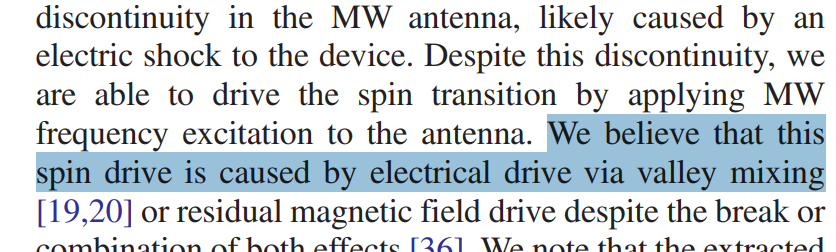 discontinuity in the MW antenna, likely caused by an
electric shock to the device. Despite this discontinuity, we
are able to drive the spin transition by applying MW
frequency excitation to the antenna. We believe that this
spin drive is caused by electrical drive via valley mixing
[19,20] or residual magnetic field drive despite the break or
combination of both effects [36]. We note that the extracted